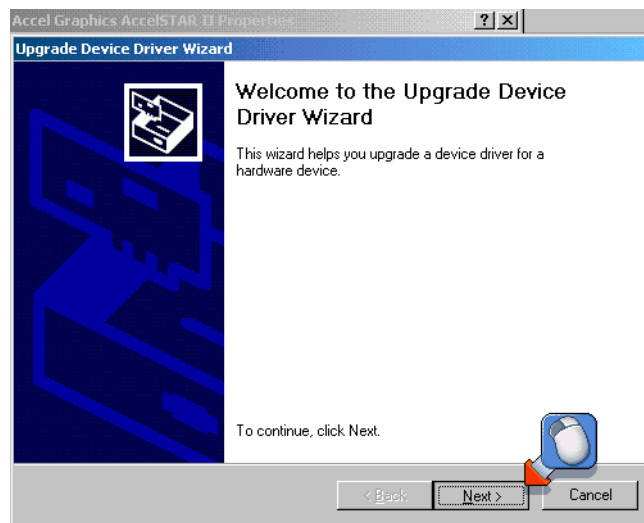 Accel Graphics AccelSTAR II Properties
Upgrade Device Driver Wizard
Welcome to the Upgrade Device
Driver Wizard
This wizard helps you upgrade a device driver for a
hardware device.
To continue, click Next.
< Back
Next >
Cancel